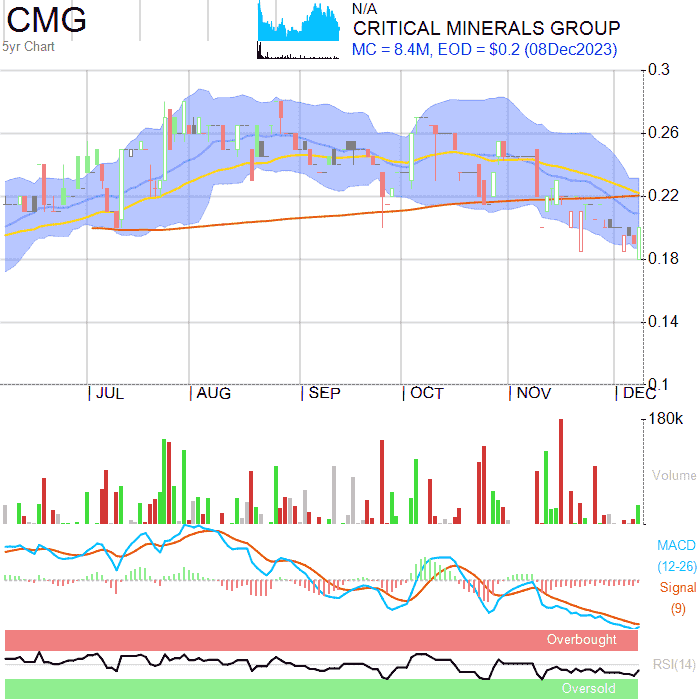 CMG
5yr Chart
N/A
CRITICAL MINERALS GROUP
MC = 8.4M, EOD = $0.2 (08Dec2023)
0.3
0.26
0.22
0.18
0.14
0.1
JUL AUG SEP OCT NOV DEC
180k
Volume
MACD
(12-26)
Signal
(9)
Overbought
RSI(14)
Oversold